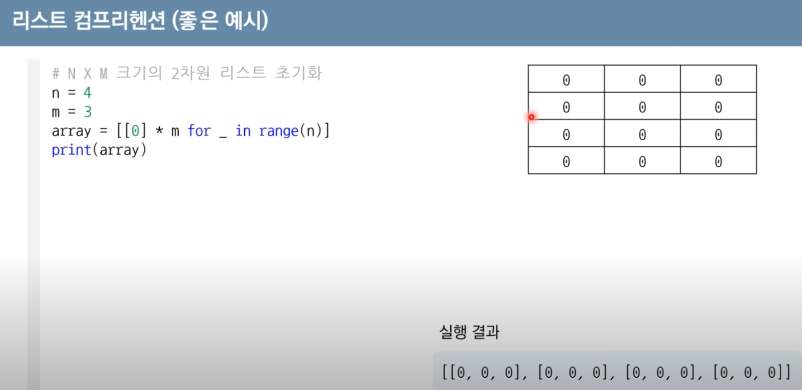 리스트 컴프리헨션 (좋은 예시)
# N X M 크기의 2차원 리스트 초기화
n = 4
m = 3
array = [[0] * m for _ in range(n)]
print(array)
0 0 0
0 0 0
0 0 0
0 0 0
실행 결과
[[0, 0, 0], [0, 0, 0], [0, 0, 0], [0, 0, 0]]